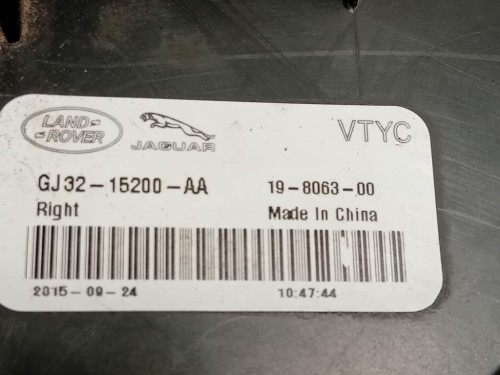 LAND-
-ROVER
JAGUAR
VTYC
GJ32-15200-AA
19-8063-00
Right
Made In China
2015-09-24
10:47:44